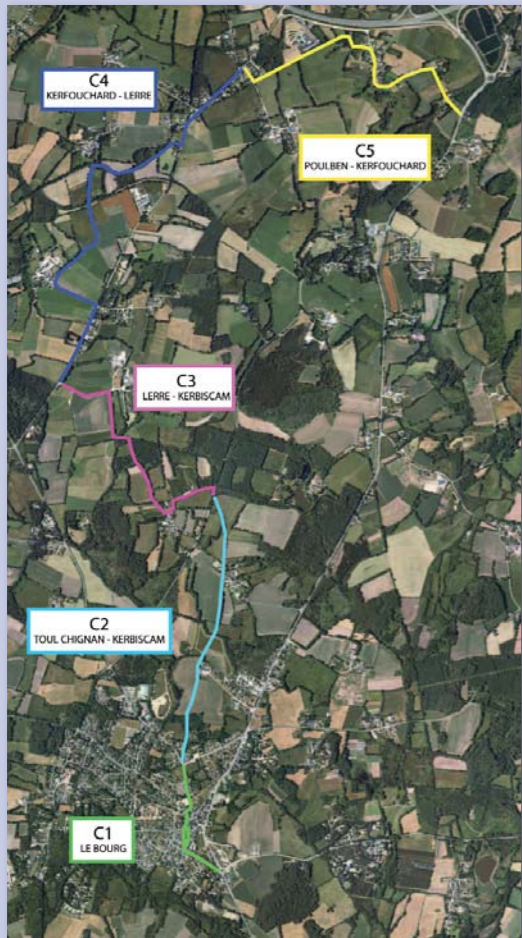 C4
KERFOUCHARD - LERRE
C5
POULBEN - KERFOUCHARD
C3
LERRE - KERBISCAM
C2
TOUL CHIGNAN - KERBISCAM
C1
LE BOURG